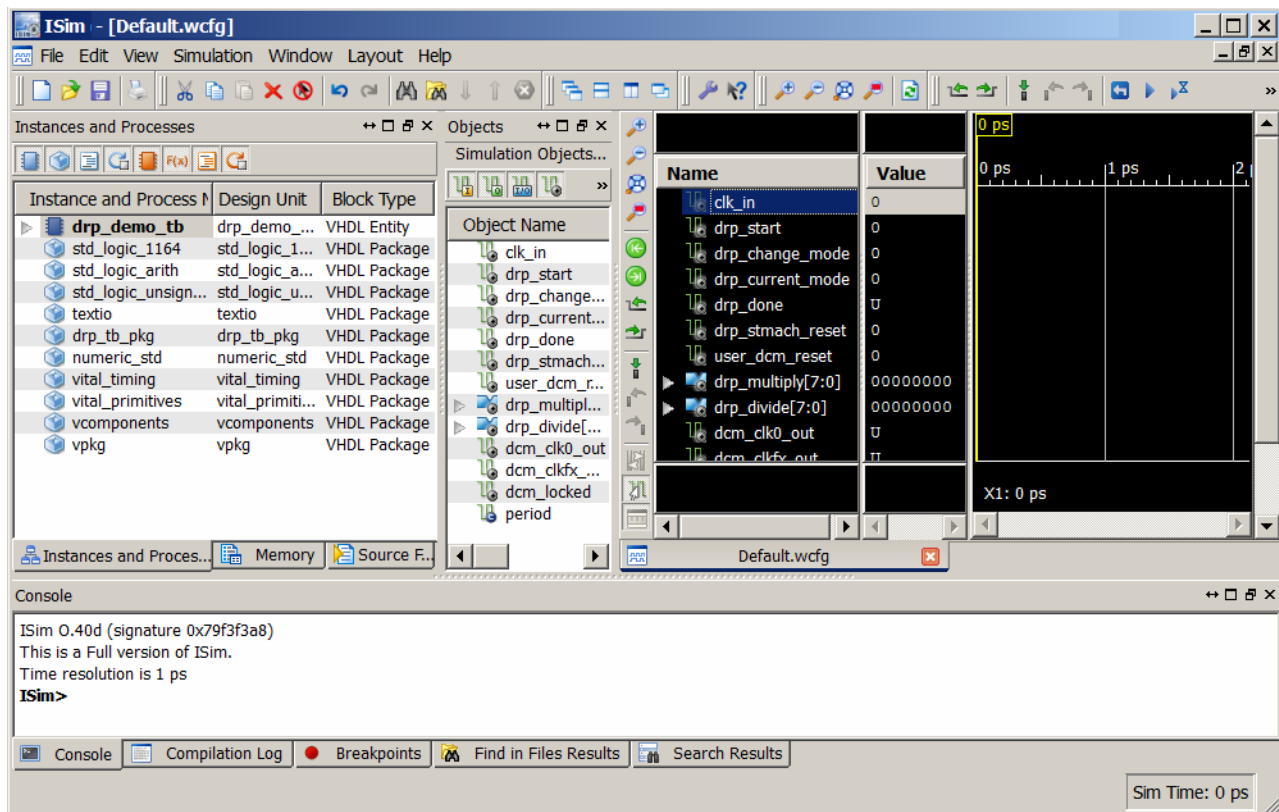 ISim - [Default.wcfg]
File Edit View Simulation Window Layout Help
Instances and Processes
Instance and Process N Design Unit Block Type
drp_demo_tb drp_demo_... VHDL Entity
std_logic_1164 std_logic_1... VHDL Package
std_logic_arith std_logic_a... VHDL Package
std_logic_unsign... std_logic_u... VHDL Package
textio textio VHDL Package
drp_tb_pkg drp_tb_pkg VHDL Package
numeric_std numeric_std VHDL Package
vital_timing vital_timing VHDL Package
vital_primitives vital_primiti... VHDL Package
vcomponents vcomponents VHDL Package
vpkg vpkg VHDL Package
Instances and Proces... Memory Source F...
Objects
Simulation Objects...
»
Object Name
clk_in
drp_start
drp_change...
drp_current...
drp_done
drp_stmach...
user_dcm_r...
drp_multipl...
drp_divide[...
dcm_clk0_out
dcm_clkfx_...
dcm_locked
period
Name Value
clk_in 0
drp_start 0
drp_change_mode 0
drp_current_mode 0
drp_done U
drp_stmach_reset 0
user_dcm_reset 0
drp_multiply[7:0] 00000000
drp_divide[7:0] 00000000
dcm_clk0_out U
dcm_clkfx_out U
0 ps
0 ps 1 ps 2
X1: 0 ps
Default.wcfg
Console
ISim O.40d (signature 0x79f3f3a8)
This is a Full version of ISim.
Time resolution is 1 ps
ISim>
Console Compilation Log Breakpoints Find in Files Results Search Results
Sim Time: 0 ps